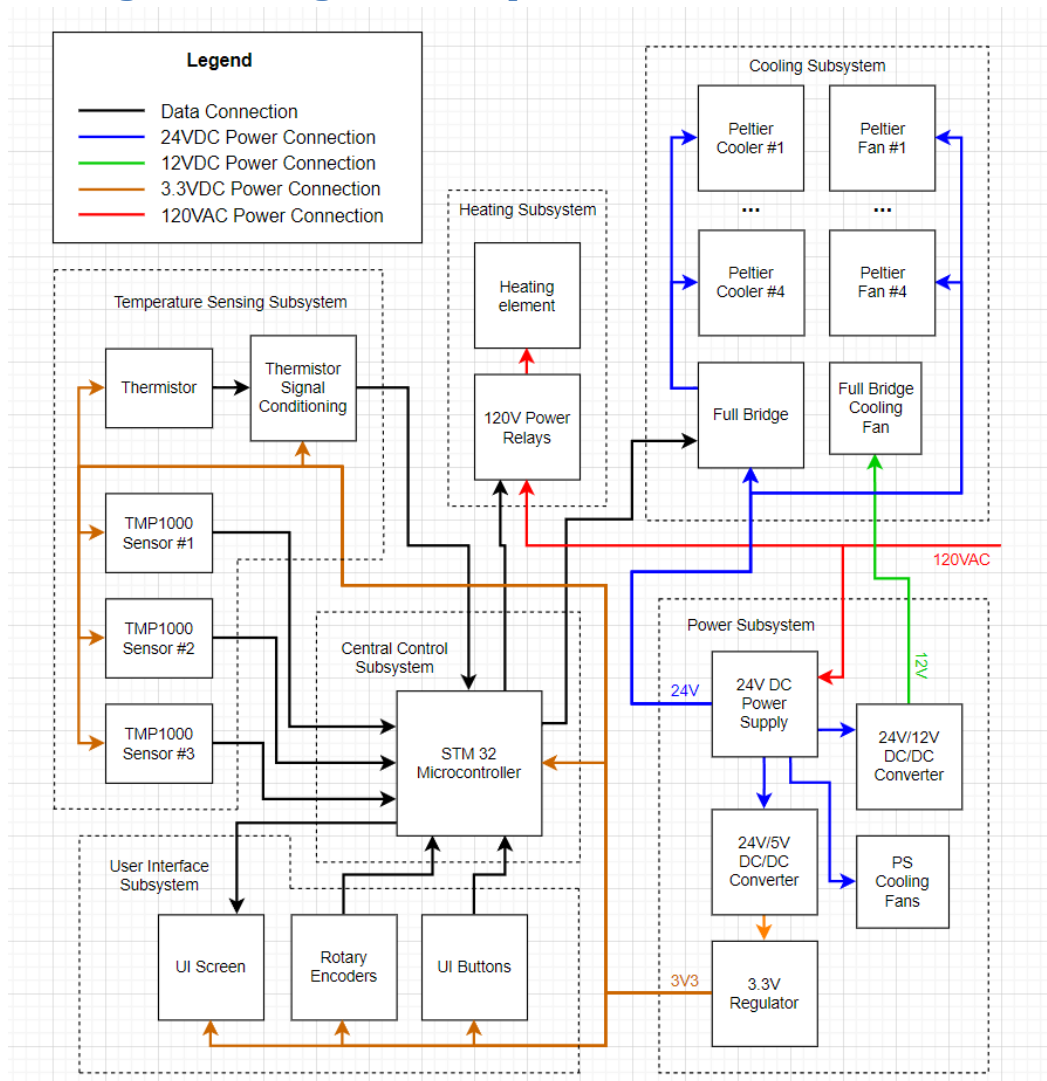 Legend
Data Connection
24VDC Power Connection
12VDC Power Connection
3.3VDC Power Connection
120VAC Power Connection
Cooling Subsystem
Peltier
Cooler #1
Peltier
Fan #1
...
...
Peltier
Cooler #4
Peltier
Fan #4
Full Bridge
Full Bridge
Cooling
Fan
Heating Subsystem
Heating
element
120V Power
Relays
Temperature Sensing Subsystem
Thermistor
Thermistor
Signal
Conditioning
TMP1000
Sensor #1
TMP1000
Sensor #2
TMP1000
Sensor #3
120VAC
Central Control
Subsystem
STM 32
Microcontroller
Power Subsystem
24V
12V
24V DC
Power
Supply
24V/12V
DC/DC
Converter
24V/5V
DC/DC
Converter
PS
Cooling
Fans
3V3
3.3V
Regulator
User Interface
Subsystem
UI Screen
Rotary
Encoders
UI Buttons